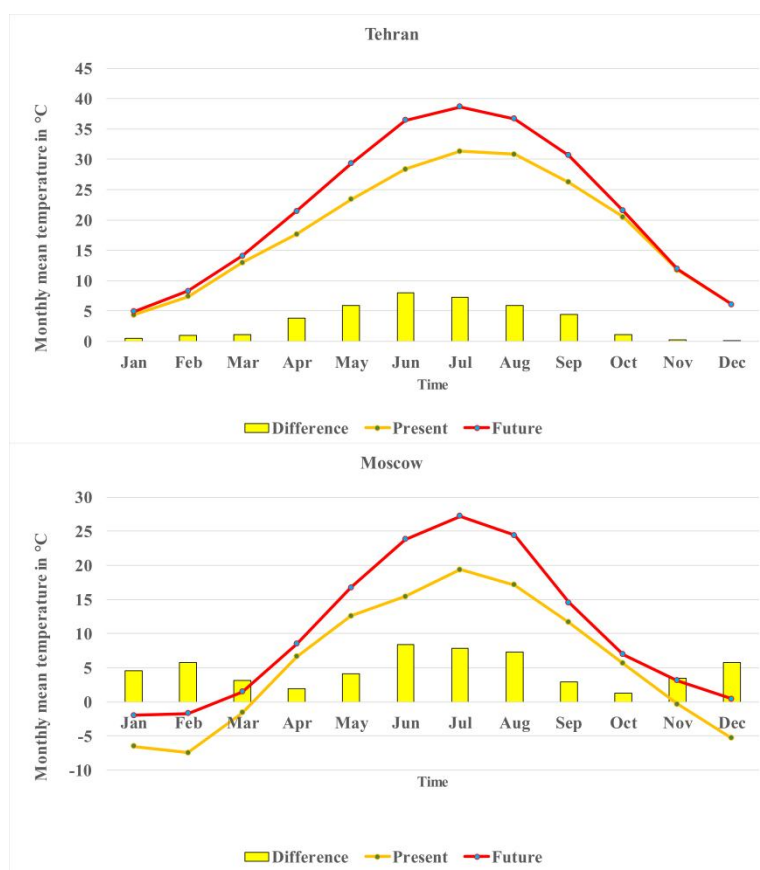 Tehran
Monthly mean temperature in °C
45
40
35
30
25
20
15
10
5
0
Jan Feb Mar Apr May Jun Jul Aug Sep Oct Nov Dec
Time
Difference Present Future
Moscow
Monthly mean temperature in °C
30
25
20
15
10
5
0
-5
-10
Jan Feb Mar Apr May Jun Jul Aug Sep Oct Nov Dec
Time
Difference Present Future